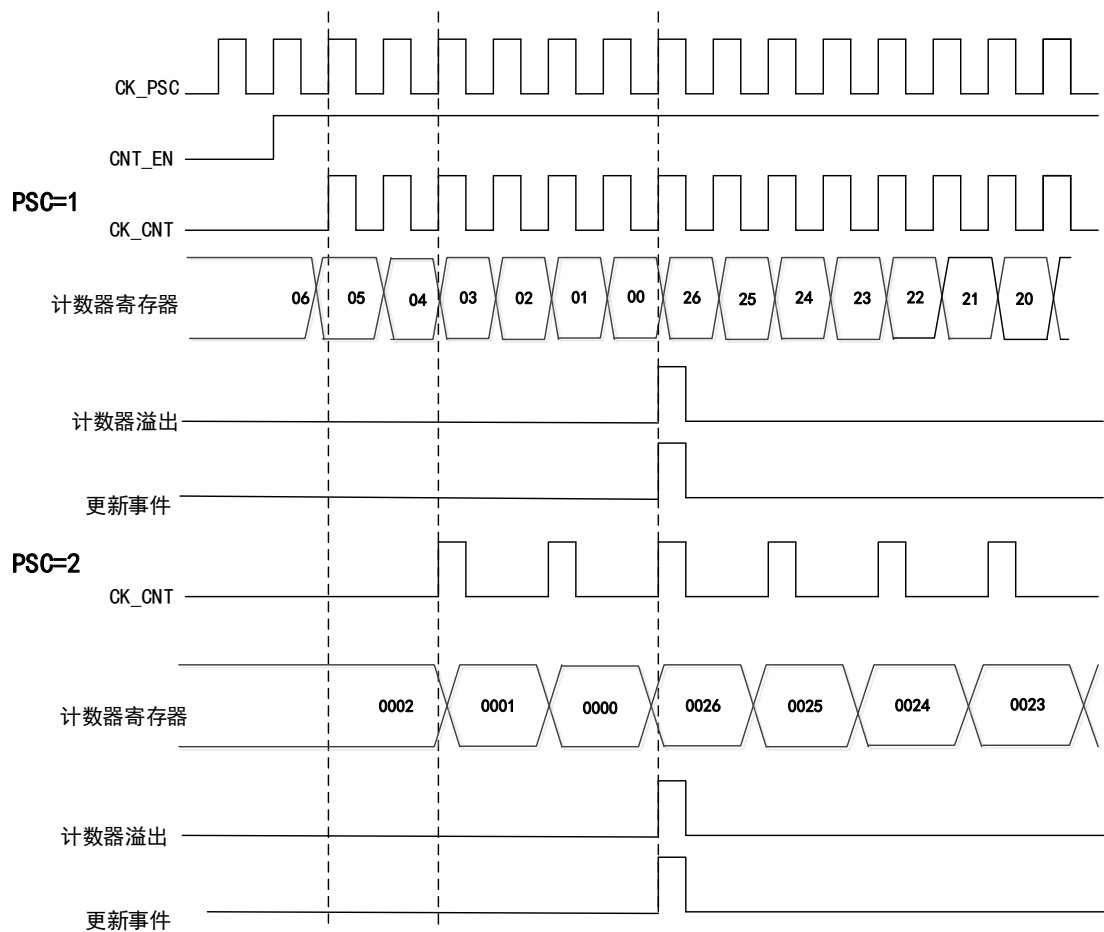 CK_PSC
CNT_EN
PSC=1
CK_CNT
计数器寄存器 06 05 04 03 02 01 00 26 25 24 23 22 21 20
计数器溢出
更新事件
PSC=2
CK_CNT
计数器寄存器 0002 0001 0000 0026 0025 0024 0023
计数器溢出
更新事件